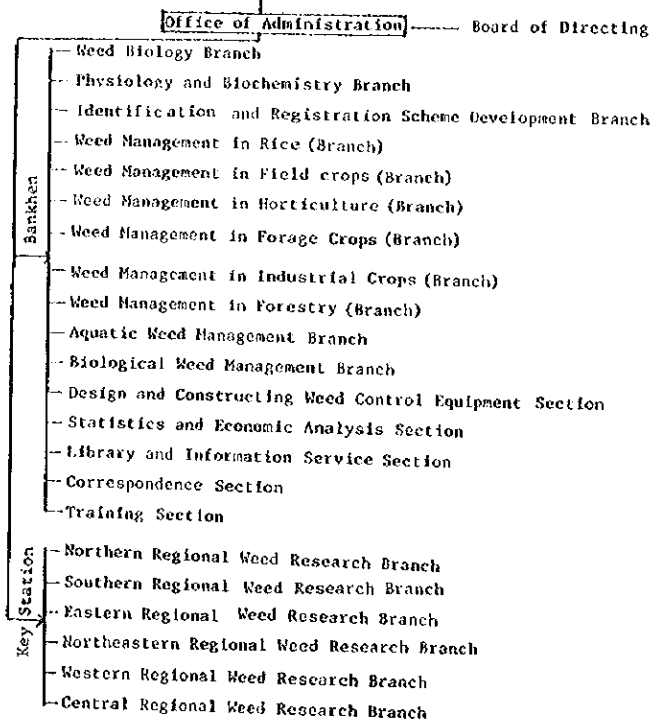 Office of Administration Board of Directing
Weed Biology Branch
Physiology and Biochemistry Branch
Identification and Registration Scheme Development Branch
Weed Management in Rice (Branch)
Weed Management in Field crops (Branch)
Weed Management in Horticulture (Branch)
Weed Management in Forage Crops (Branch)
Bankhen
Weed Management in Industrial Crops (Branch)
Weed Management in Forestry (Branch)
Aquatic Weed Management Branch
Biological Weed Management Branch
Design and Constructing Weed Control Equipment Section
Statistics and Economic Analysis Section
Library and Information Service Section
Correspondence Section
Training Section
Key Station
Northern Regional Weed Research Branch
Southern Regional Weed Research Branch
Eastern Regional Weed Research Branch
Northeastern Regional Weed Research Branch
Western Regional Weed Research Branch
Central Regional Weed Research Branch